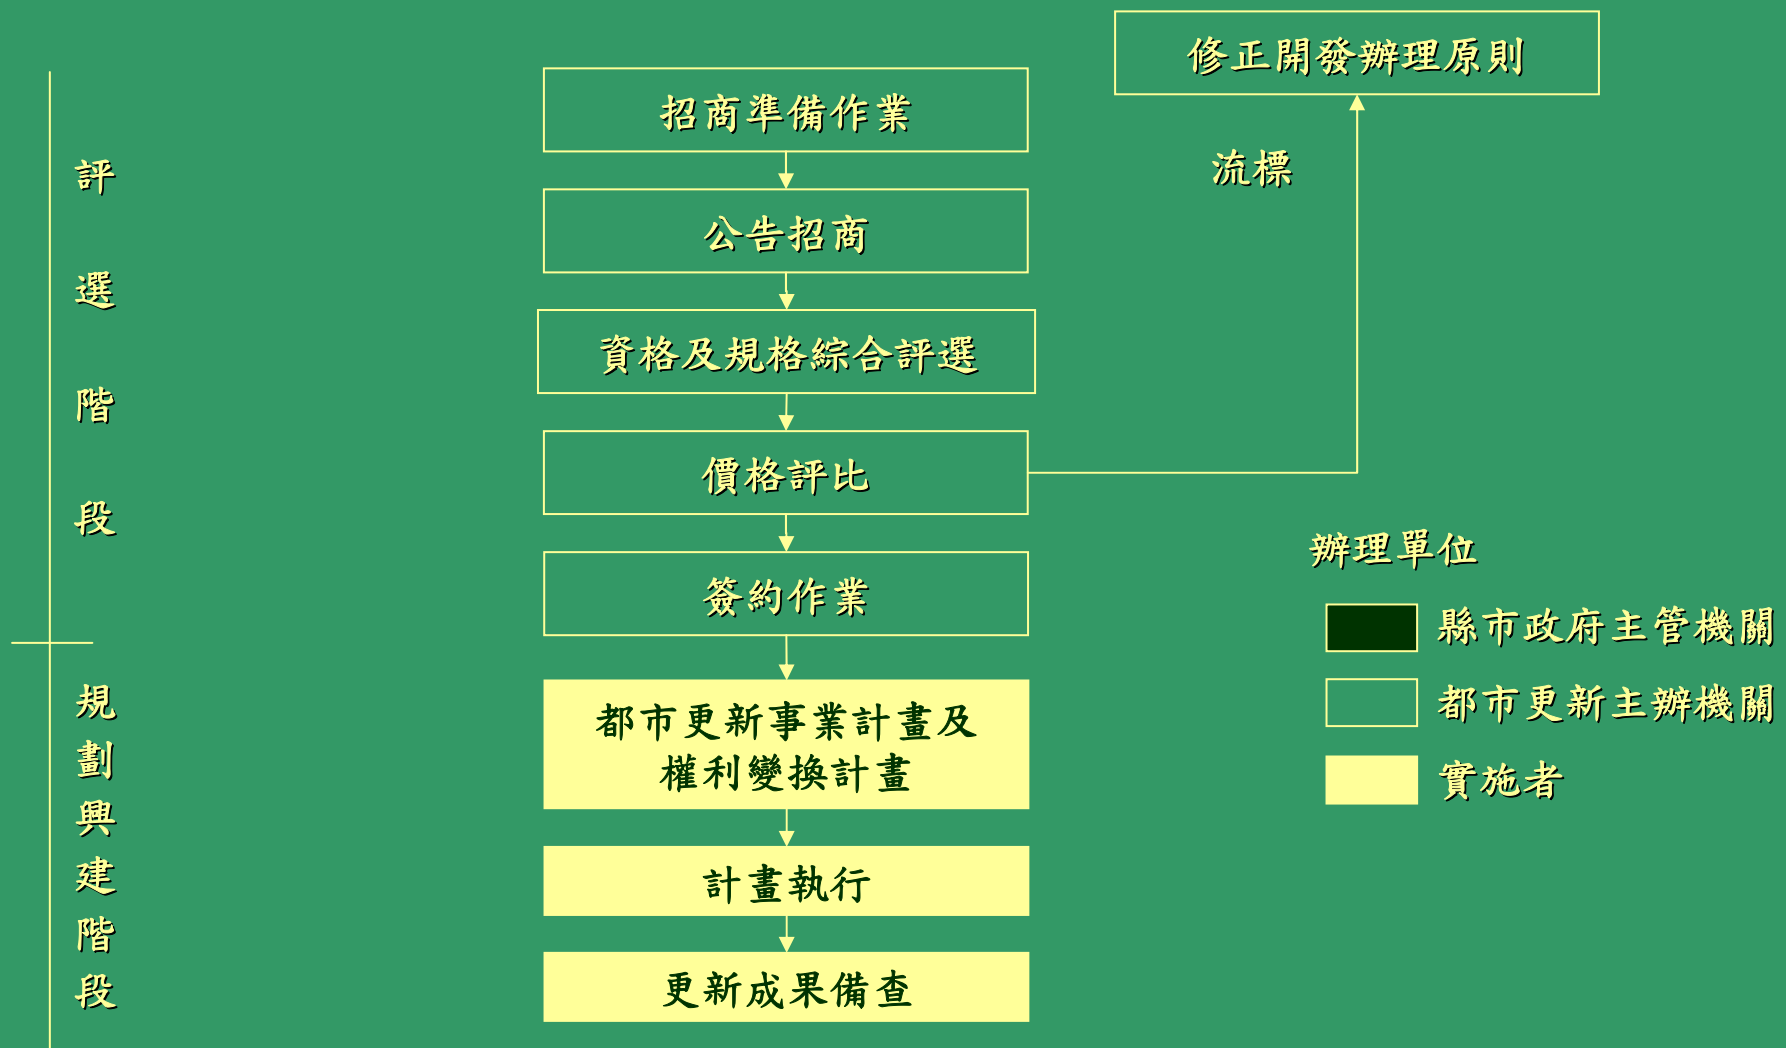 修正開發辦理原則
招商準備作業
流標
公告招商
資格及規格綜合評選
價格評比
簽約作業
評選階段
辦理單位
縣市政府主管機關
都市更新主辦機關
實施者
規劃興建階段
都市更新事業計畫及
權利變換計畫
計畫執行
更新成果備查